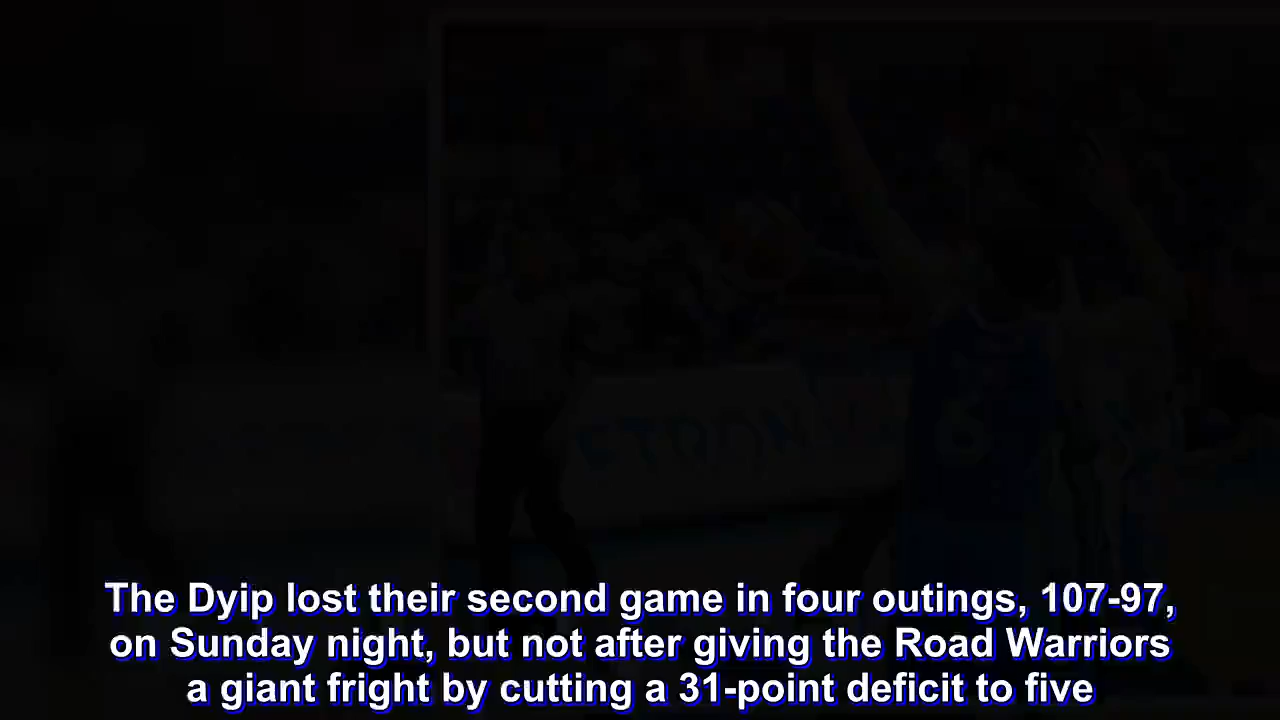 The Dyip lost their second game in four outings, 107-97,
on Sunday night, but not after giving the Road Warriors
a giant fright by cutting a 31-point deficit to five